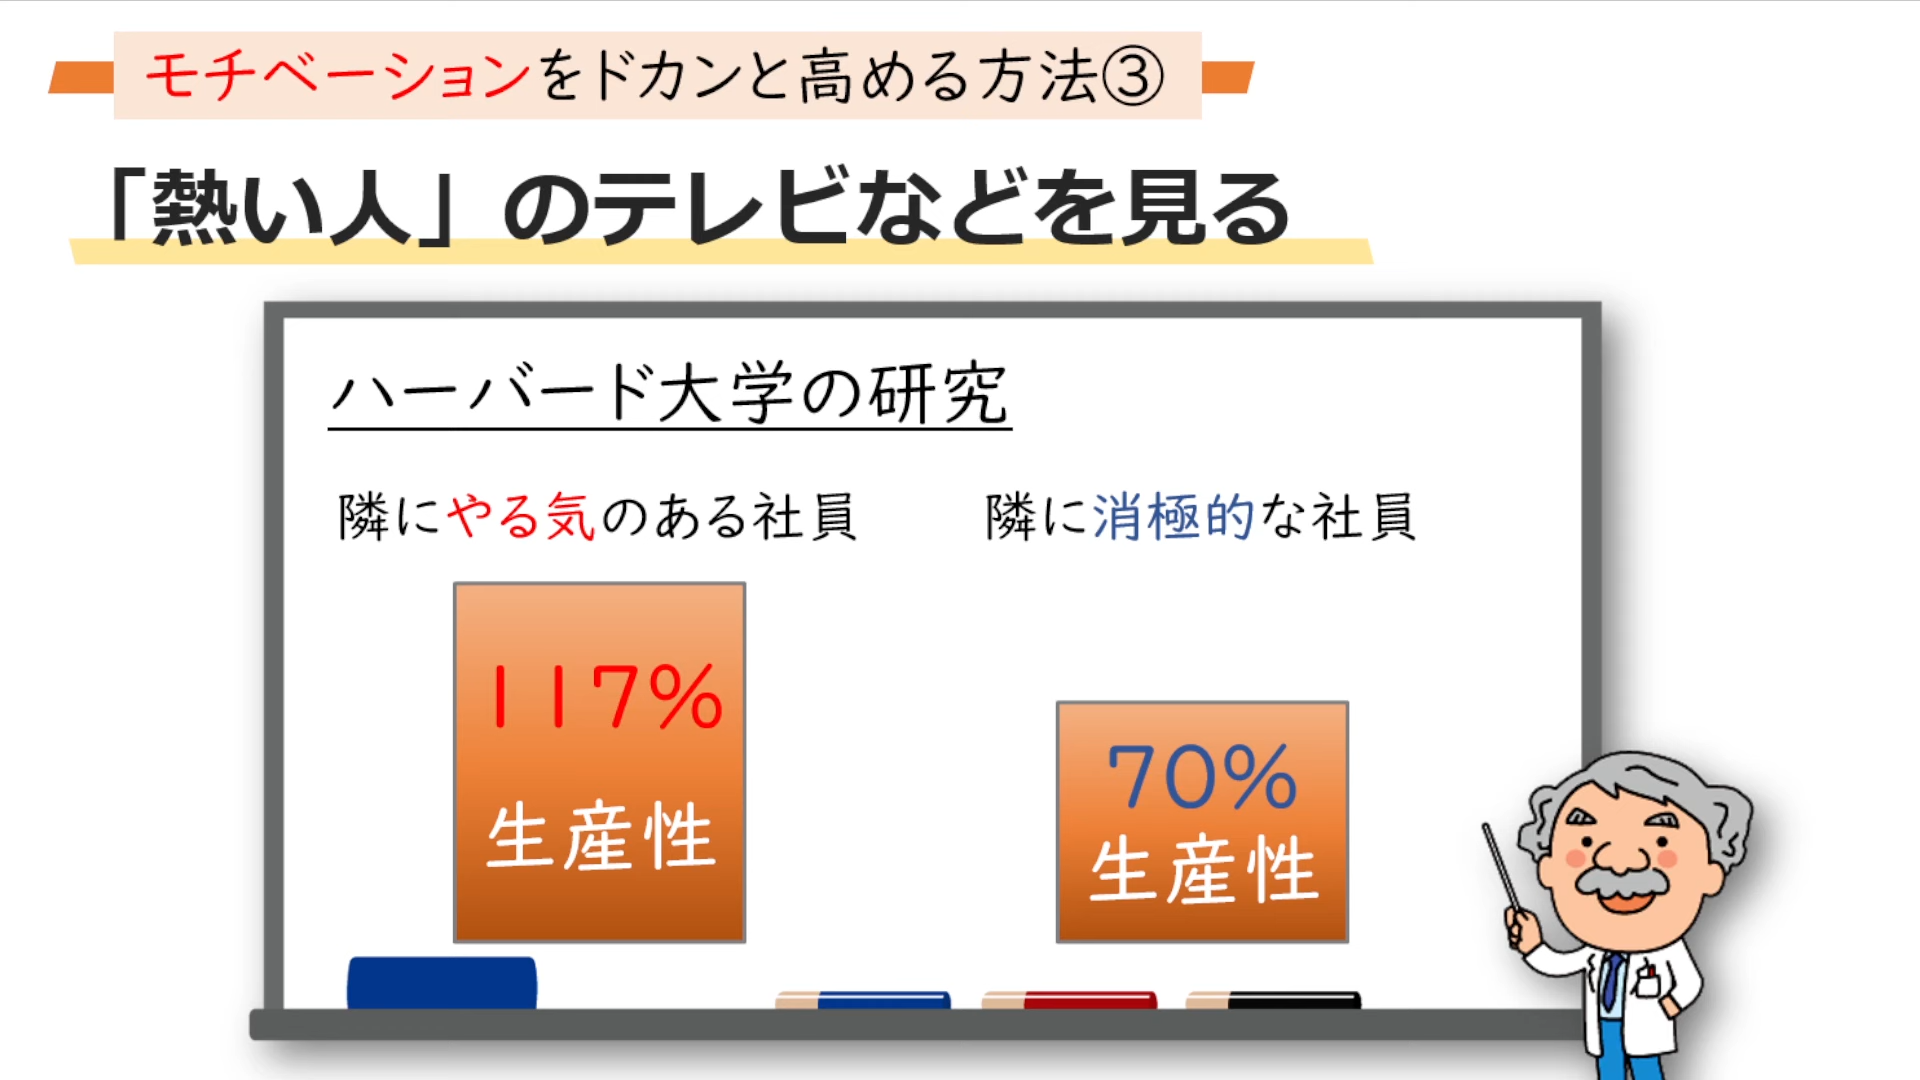 モチベーションをドカンと高める方法③
「熱い人」のテレビなどを見る
ハーバード大学の研究
隣にやる気のある社員
隣に消極的な社員
117%
生産性
70%
生産性